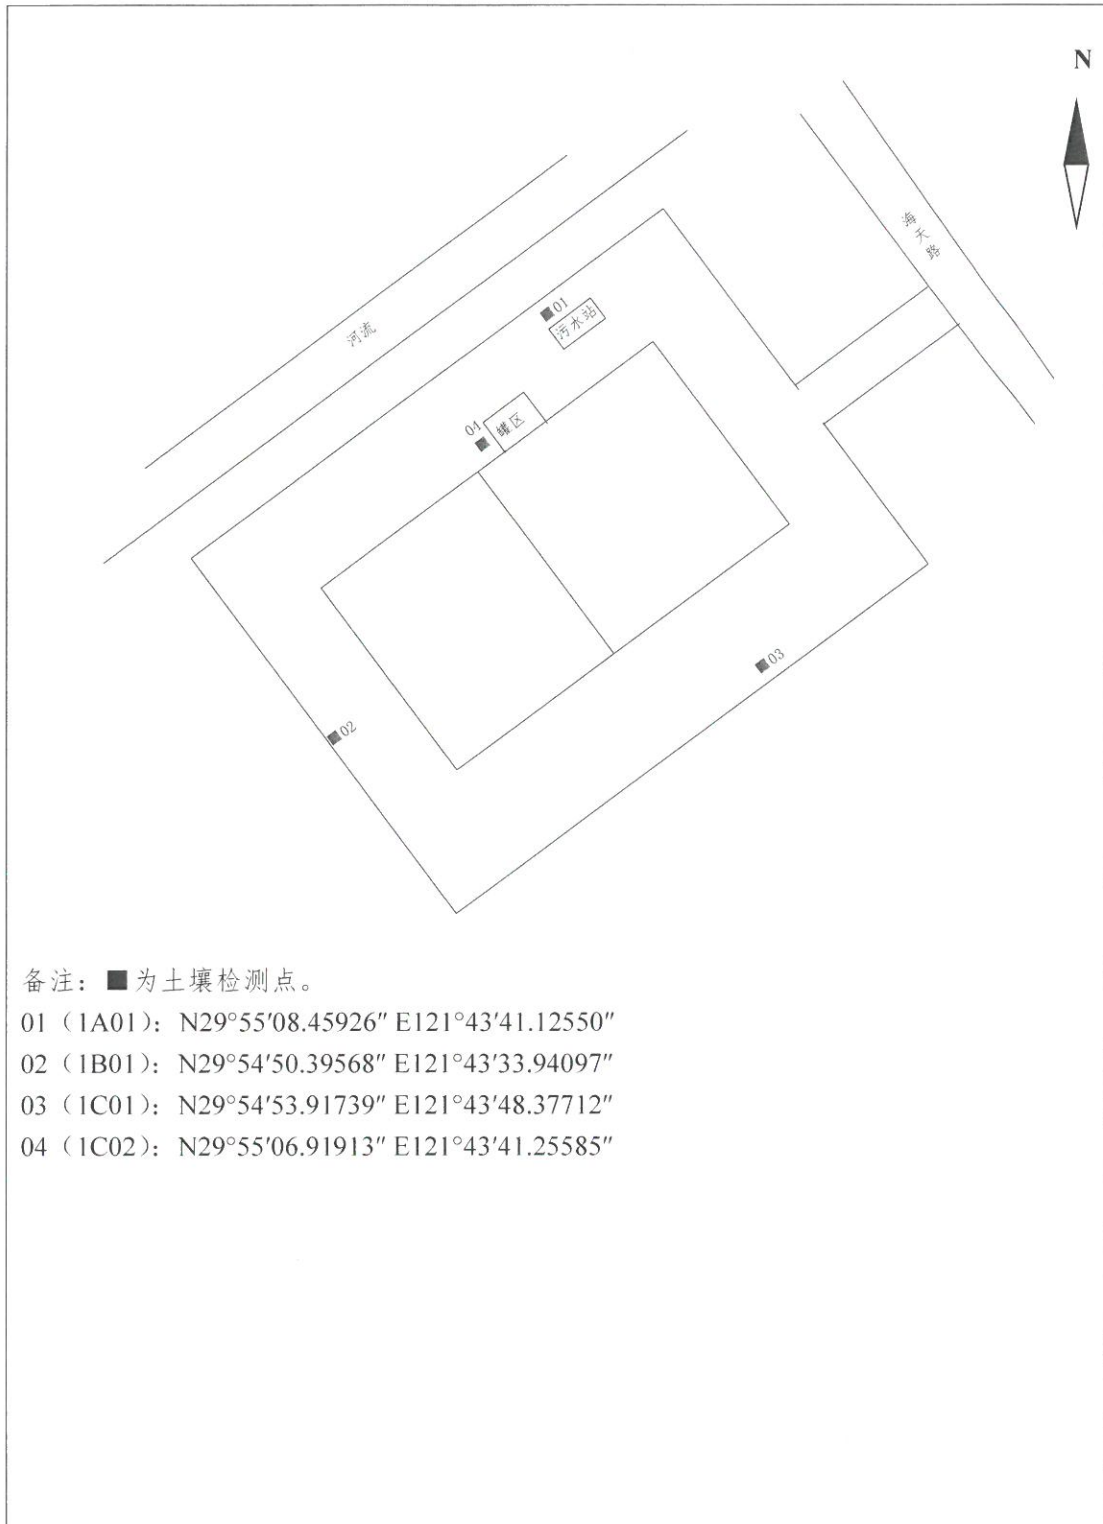 N
海天路
01
污水站
河流
04
罐区
03
02
备注：■为土壤检测点。
01（1A01）：N29°55′08.45926″ E121°43′41.12550″
02（1B01）：N29°54′50.39568″ E121°43′33.94097″
03（1C01）：N29°54′53.91739″ E121°43′48.37712″
04（1C02）：N29°55′06.91913″ E121°43′41.25585″